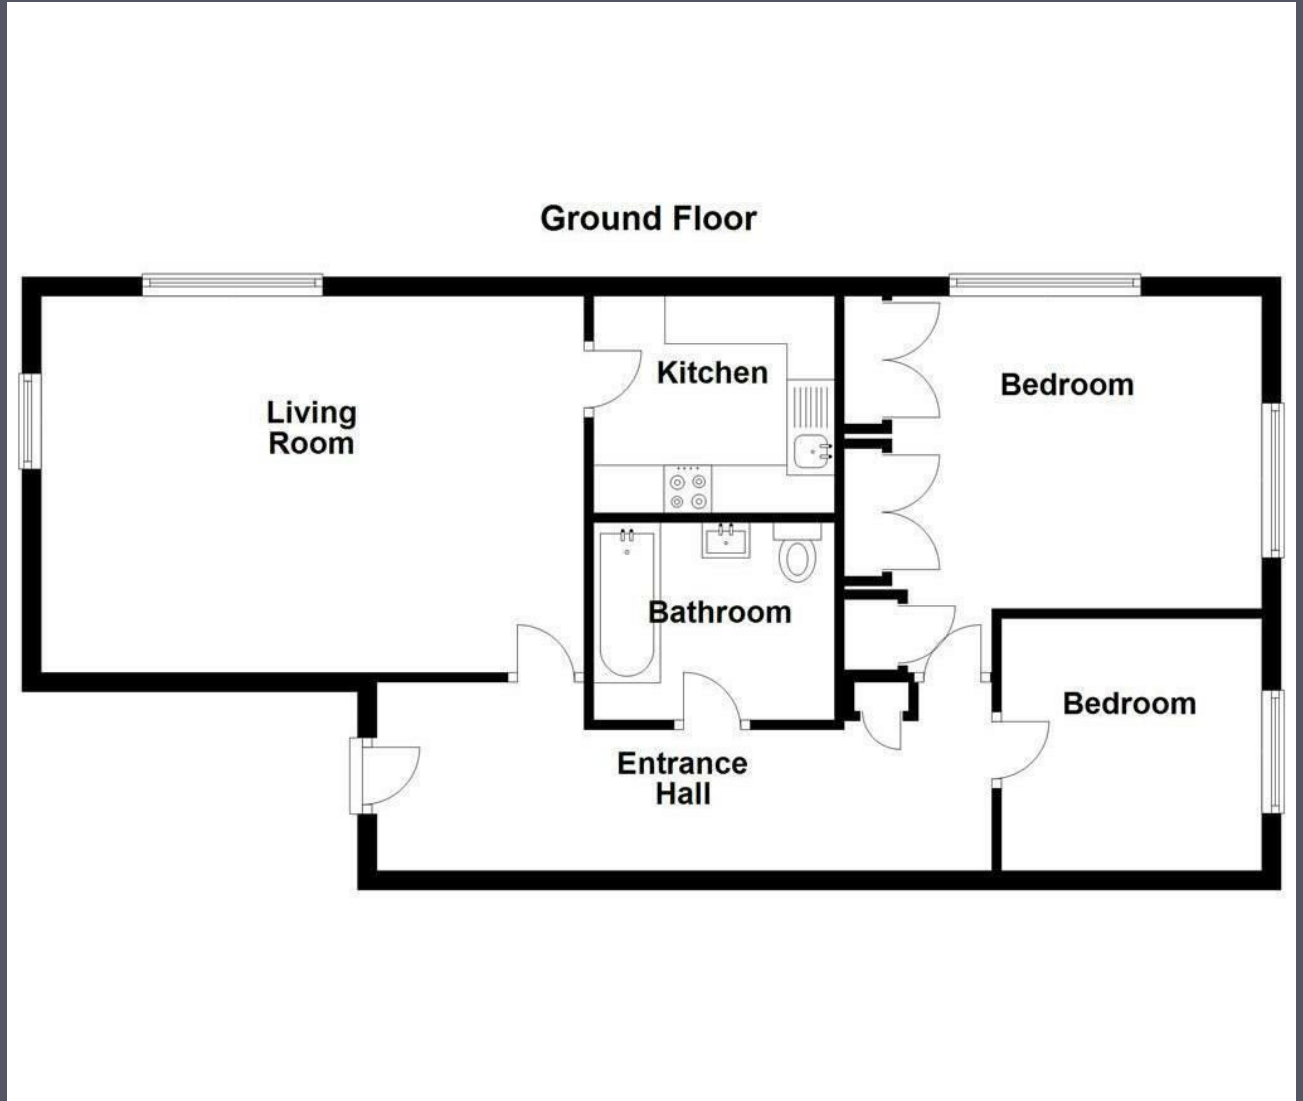 Ground Floor
Living
Room
Kitchen
Bedroom
Bathroom
Bedroom
Entrance
Hall